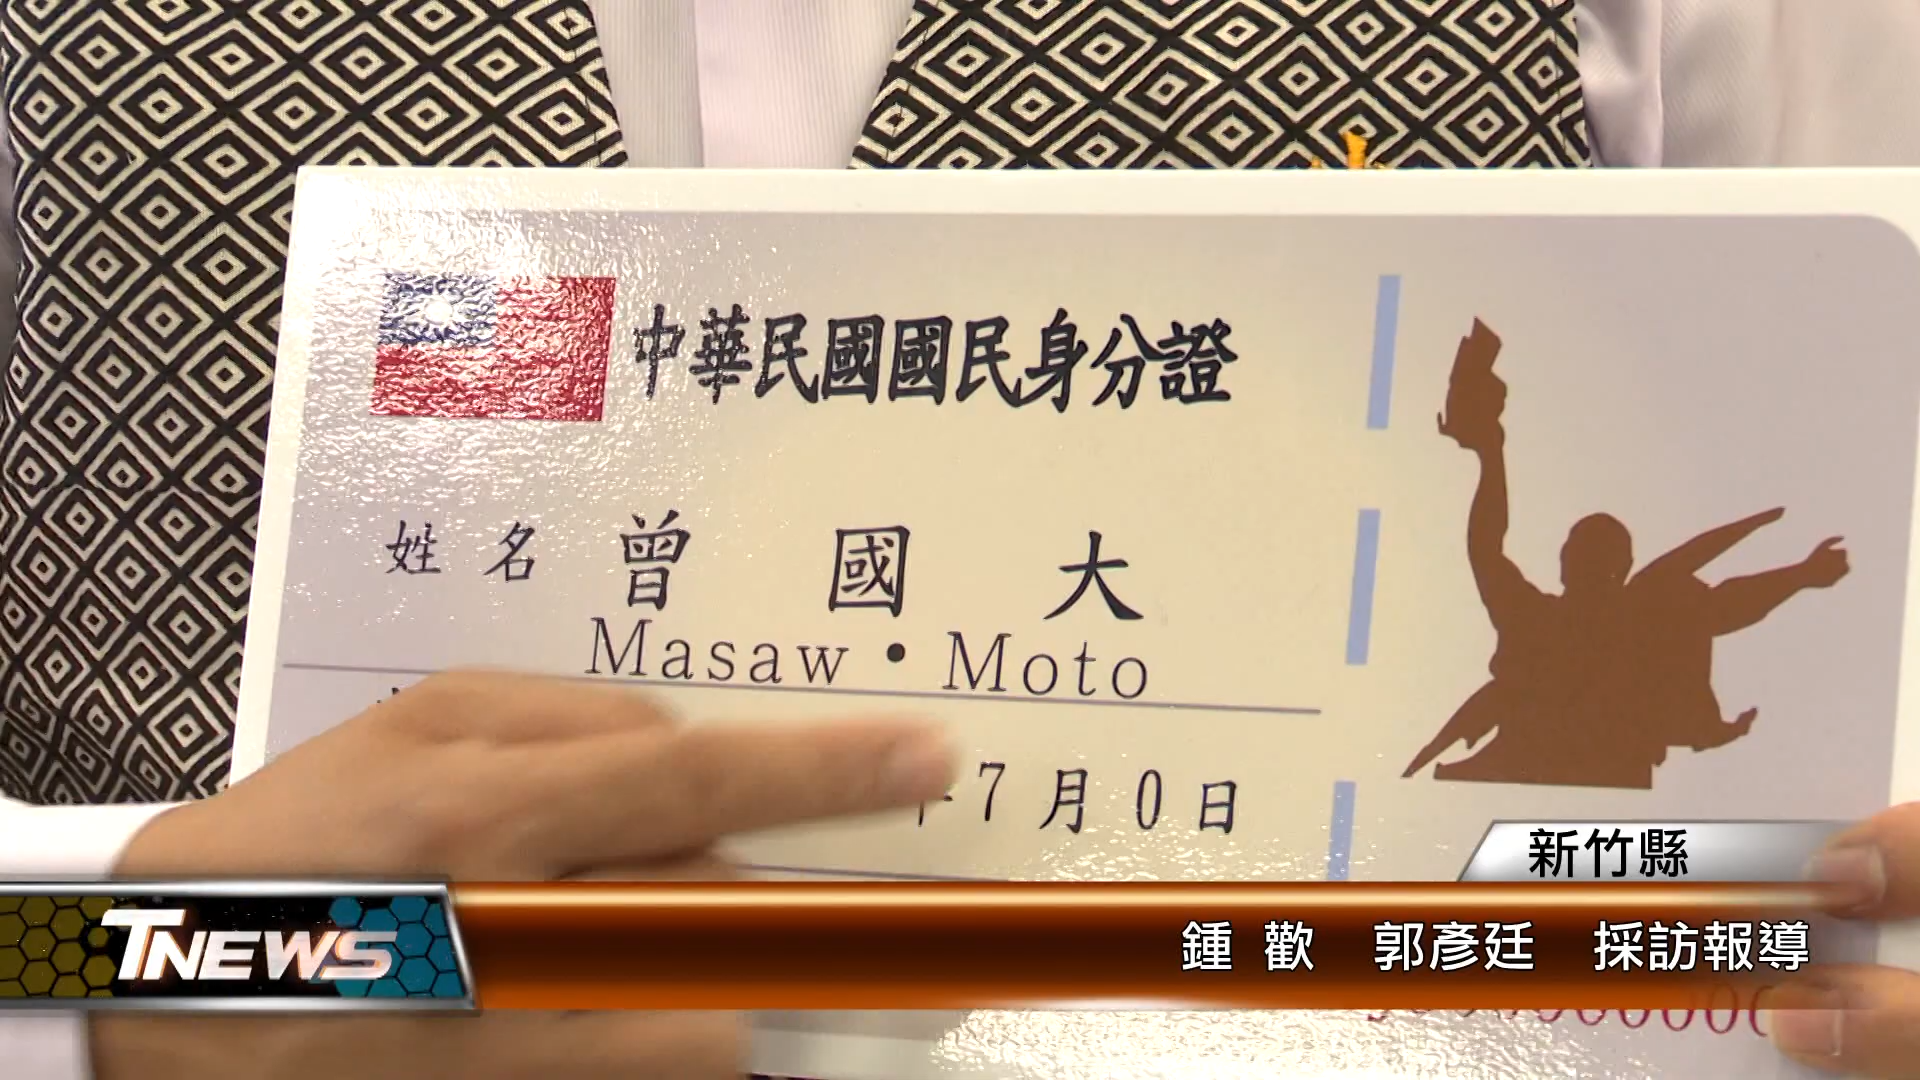 中華民國國民身分證
姓名 曾國大
Masaw・Moto
7月0日
新竹縣
TNEWS
鍾歡 郭彥廷 採訪報導